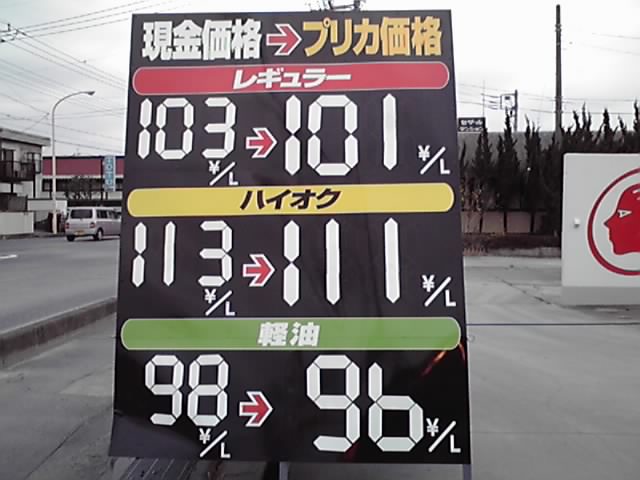 現金価格→プリカ価格
レギュラー
103→101
¥/L ¥/L
ハイオク
113→111
¥/L ¥/L
軽油
98→96
¥/L ¥/L